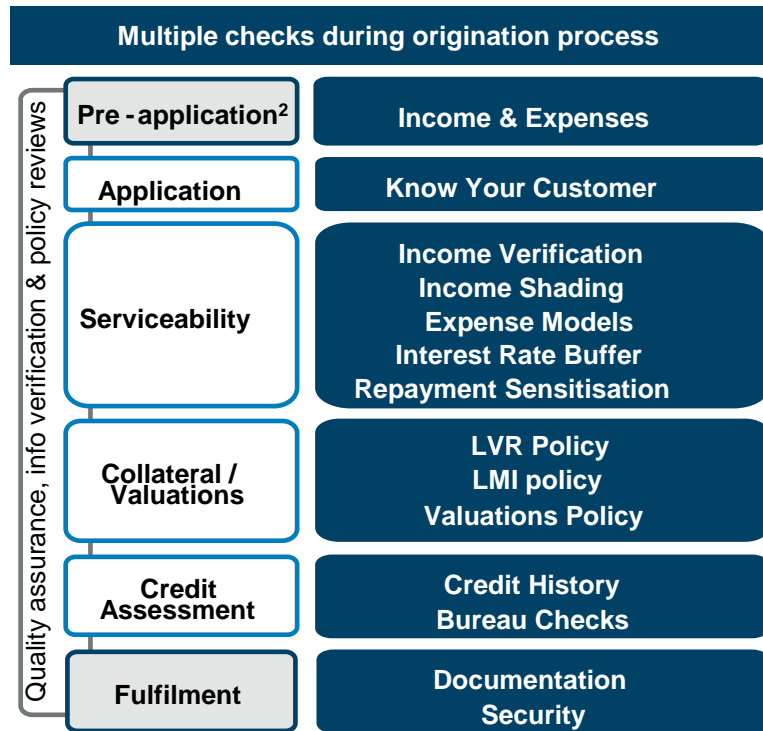 Multiple checks during origination process
Quality assurance, info verification & policy reviews
Pre - application²
Income & Expenses
Application
Know Your Customer
Serviceability
Income Verification
Income Shading
Expense Models
Interest Rate Buffer
Repayment Sensitisation
Collateral /
Valuations
LVR Policy
LMI policy
Valuations Policy
Credit
Assessment
Credit History
Bureau Checks
Fulfilment
Documentation
Security